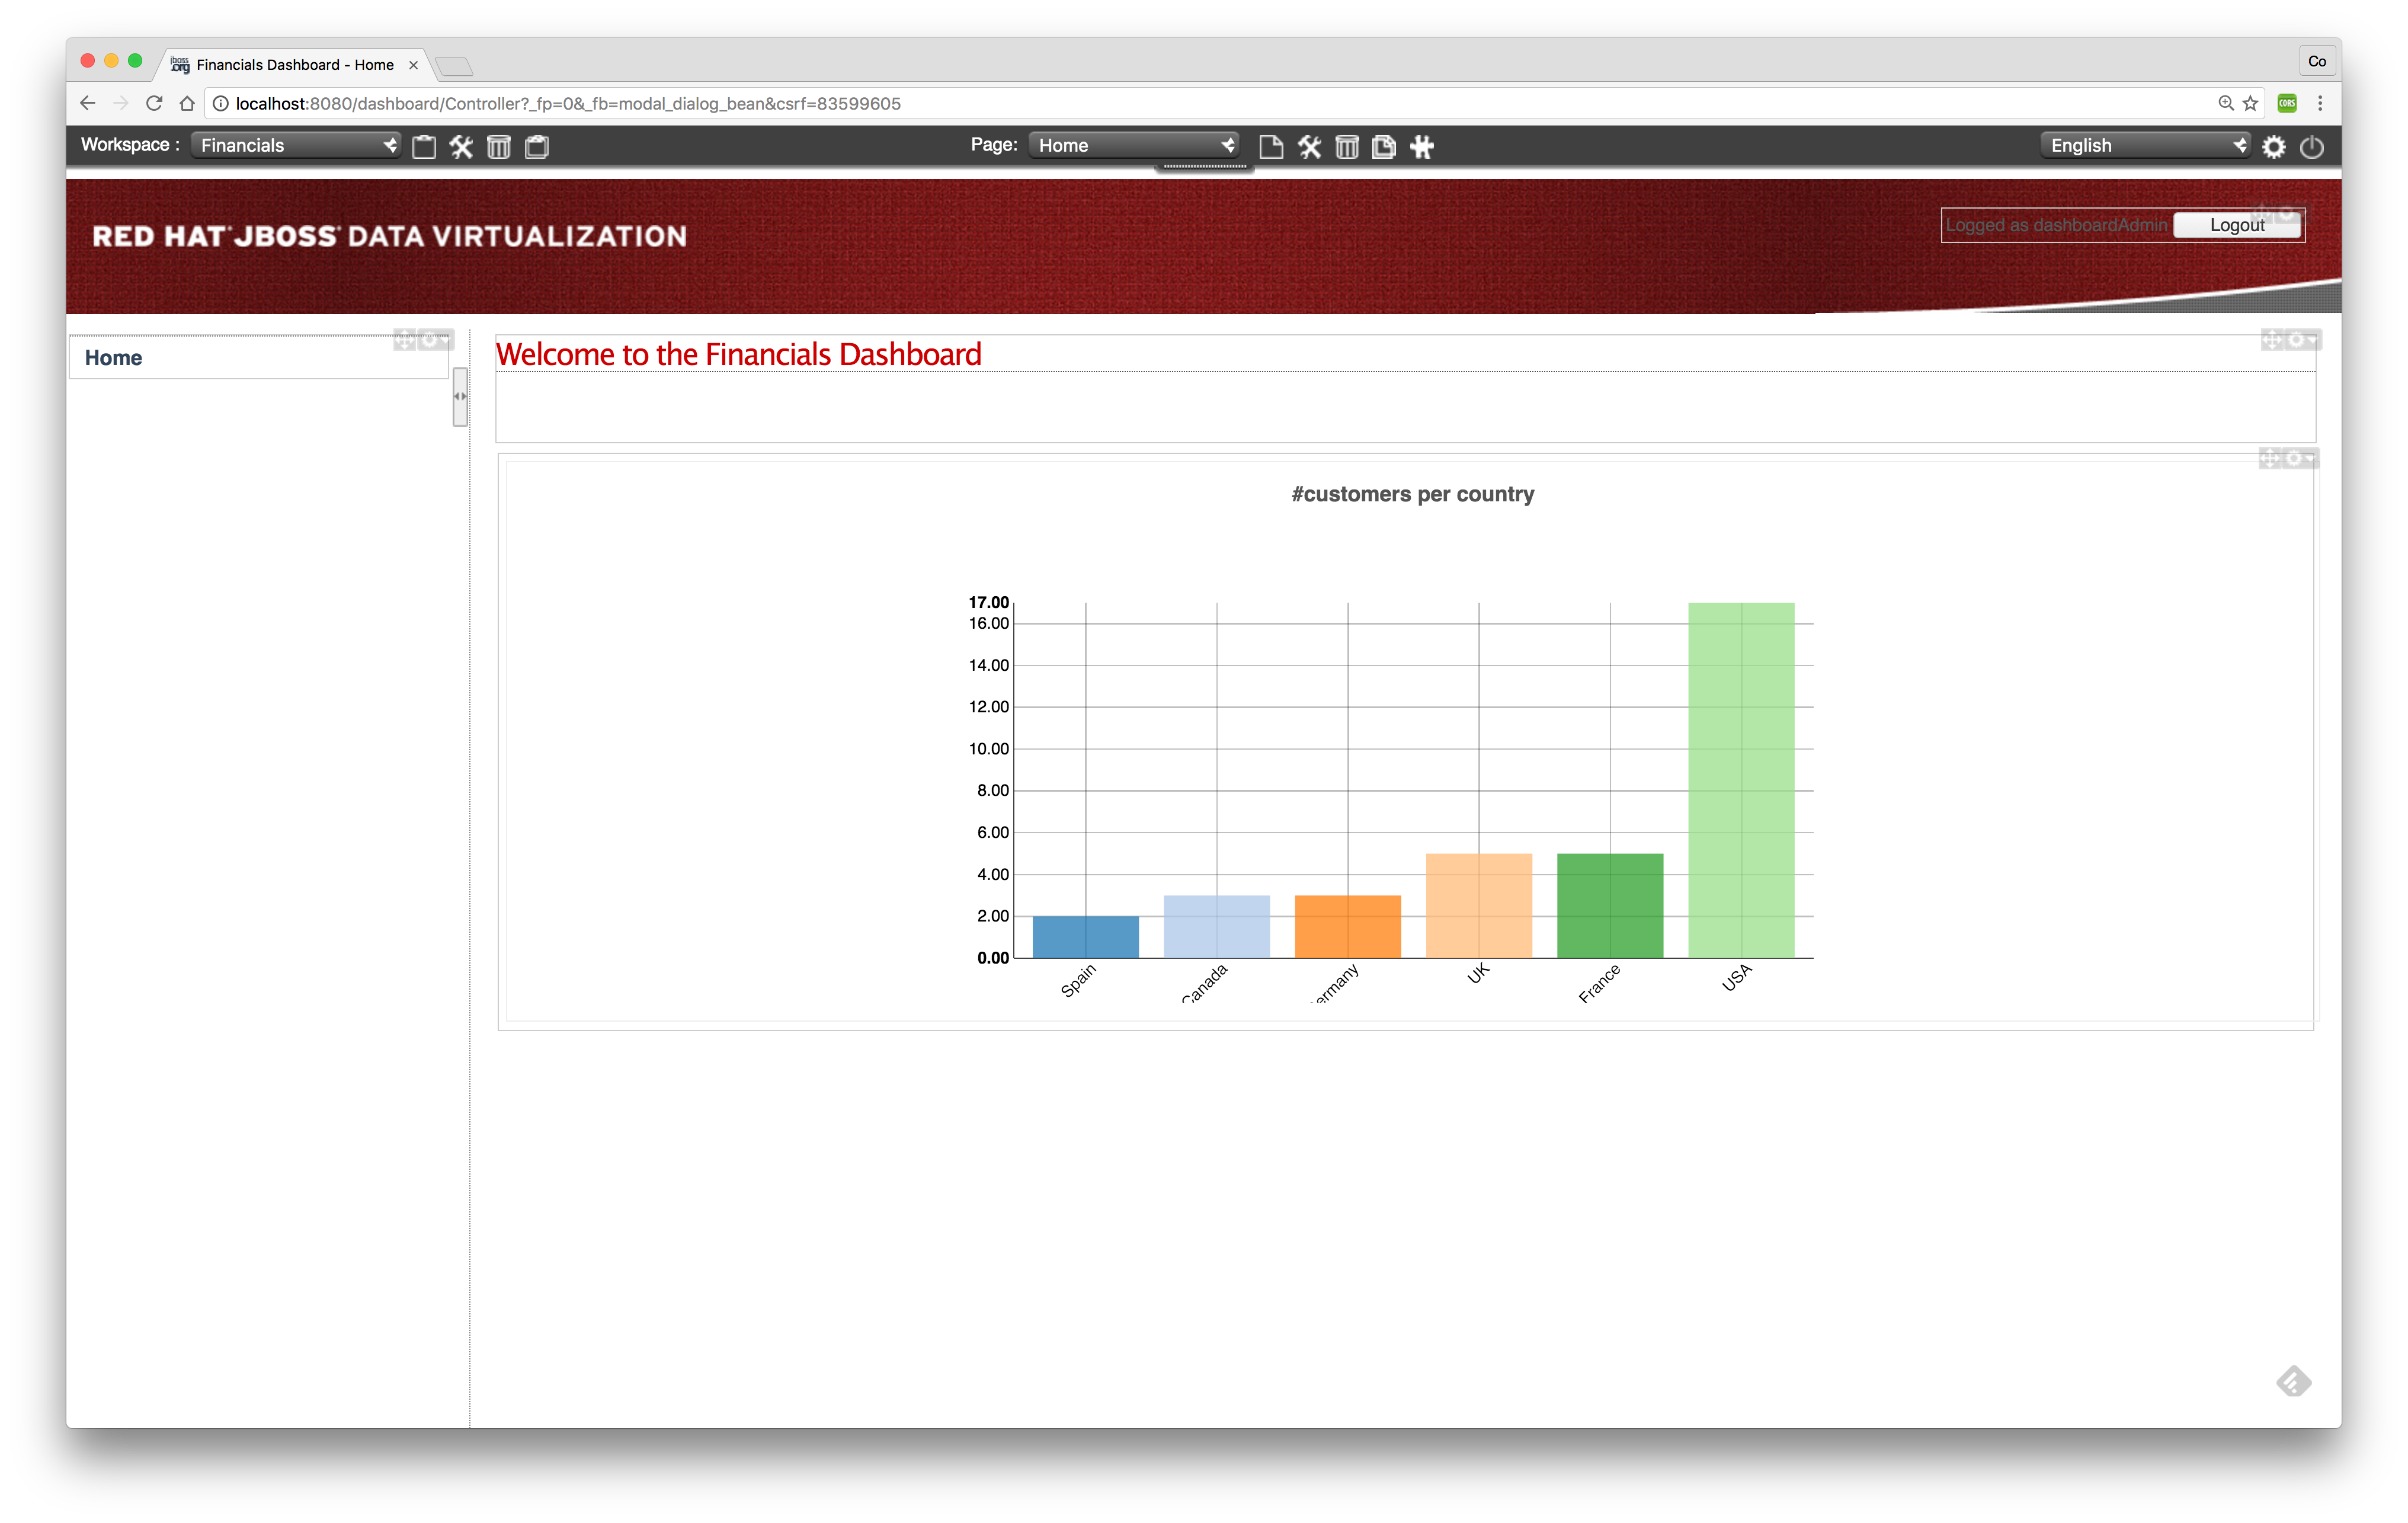 Financials Dashboard - Home
Co
localhost:8080/dashboard/Controller?_fp=0&_fb=modal_dialog_bean&csrf=83599605
CORS
Workspace : Financials
Page: Home
English
RED HAT JBOSS DATA VIRTUALIZATION
Logged as dashboardAdmin Logout
Home
Welcome to the Financials Dashboard
#customers per country
17.00
16.00
14.00
12.00
10.00
8.00
6.00
4.00
2.00
0.00
Spain
Canada
ermany
UK
France
USA